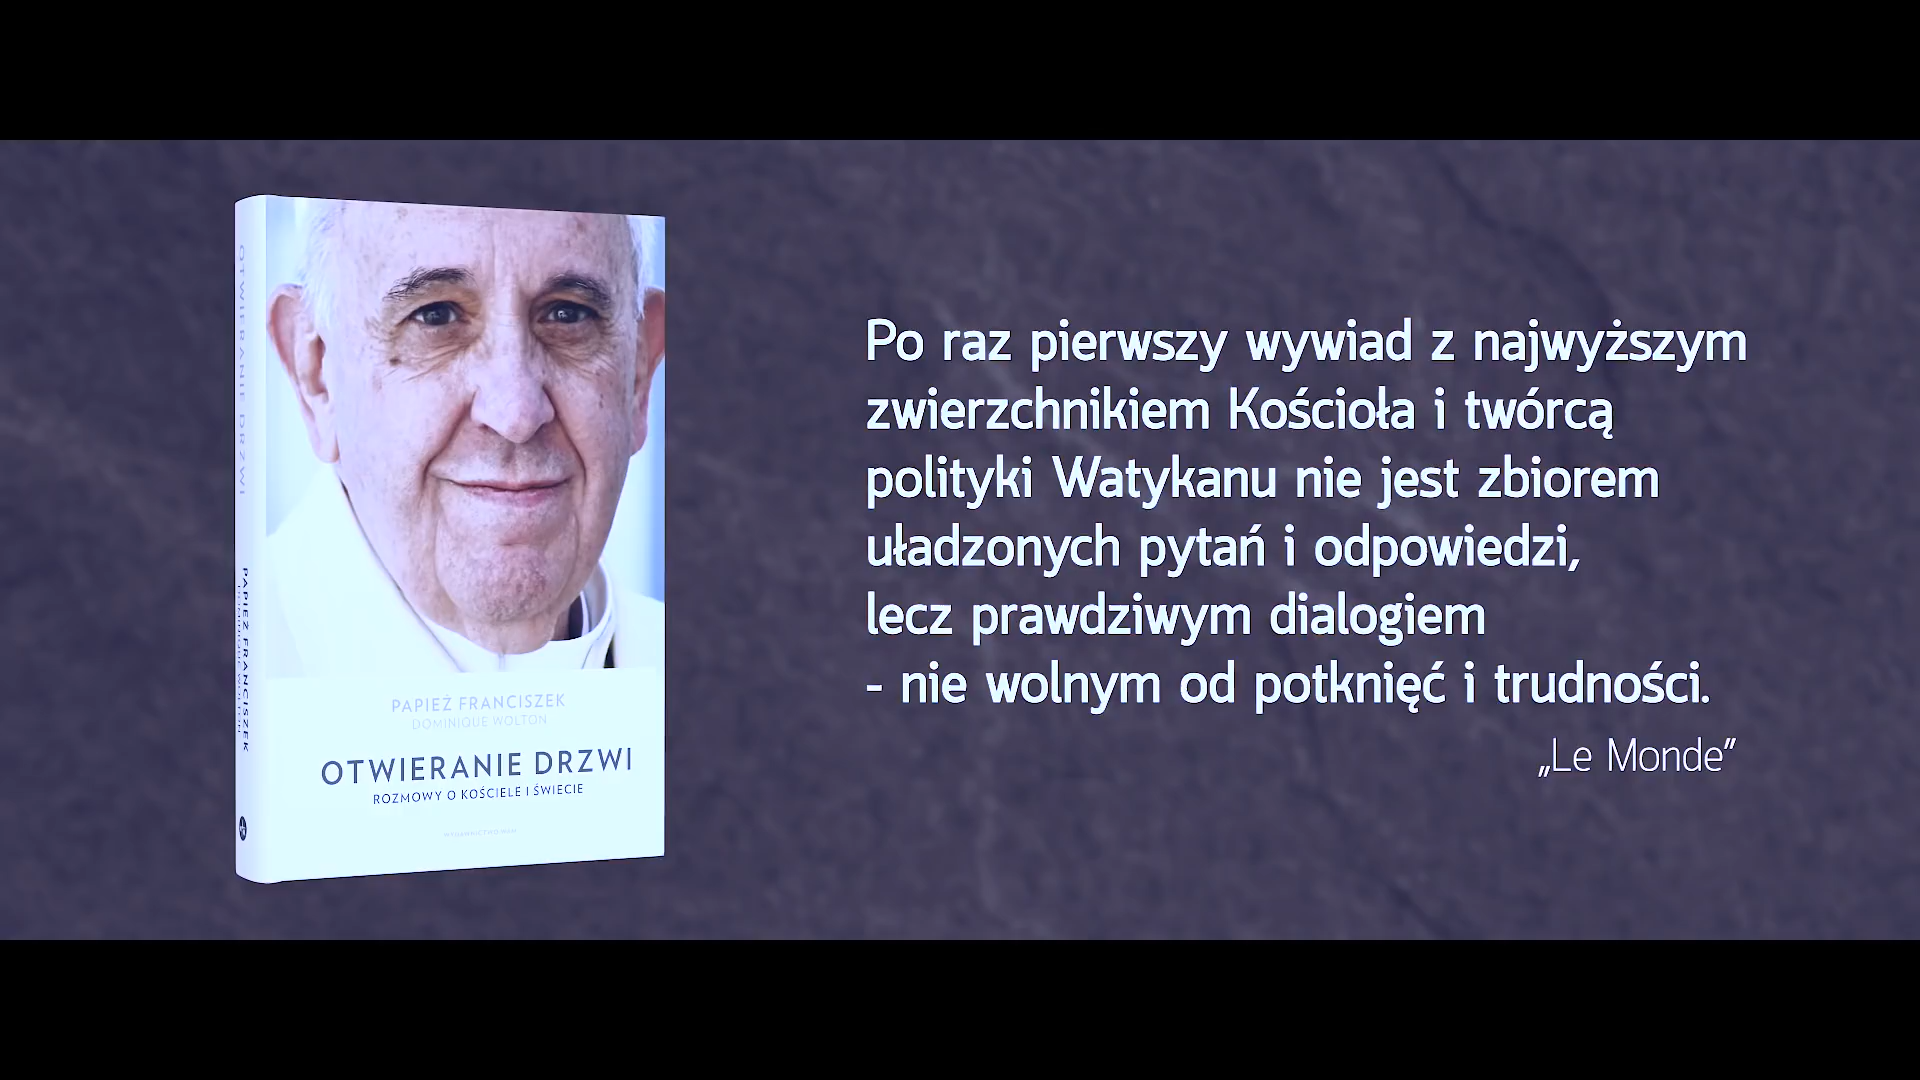 OTWIERANIE DRZWI
PAPIEŻ FRANCISZEK
DOMINIQUE WOLTON
PAPIEŻ FRANCISZEK
DOMINIQUE WOLTON
OTWIERANIE DRZWI
ROZMOWY O KOŚCIELE I ŚWIECIE
WYDAWNICTWO WAM
Po raz pierwszy wywiad z najwyższym
zwierzchnikiem Kościoła i twórcą
polityki Watykanu nie jest zbiorem
uładzonych pytań i odpowiedzi,
lecz prawdziwym dialogiem
- nie wolnym od potknięć i trudności.
„Le Monde”